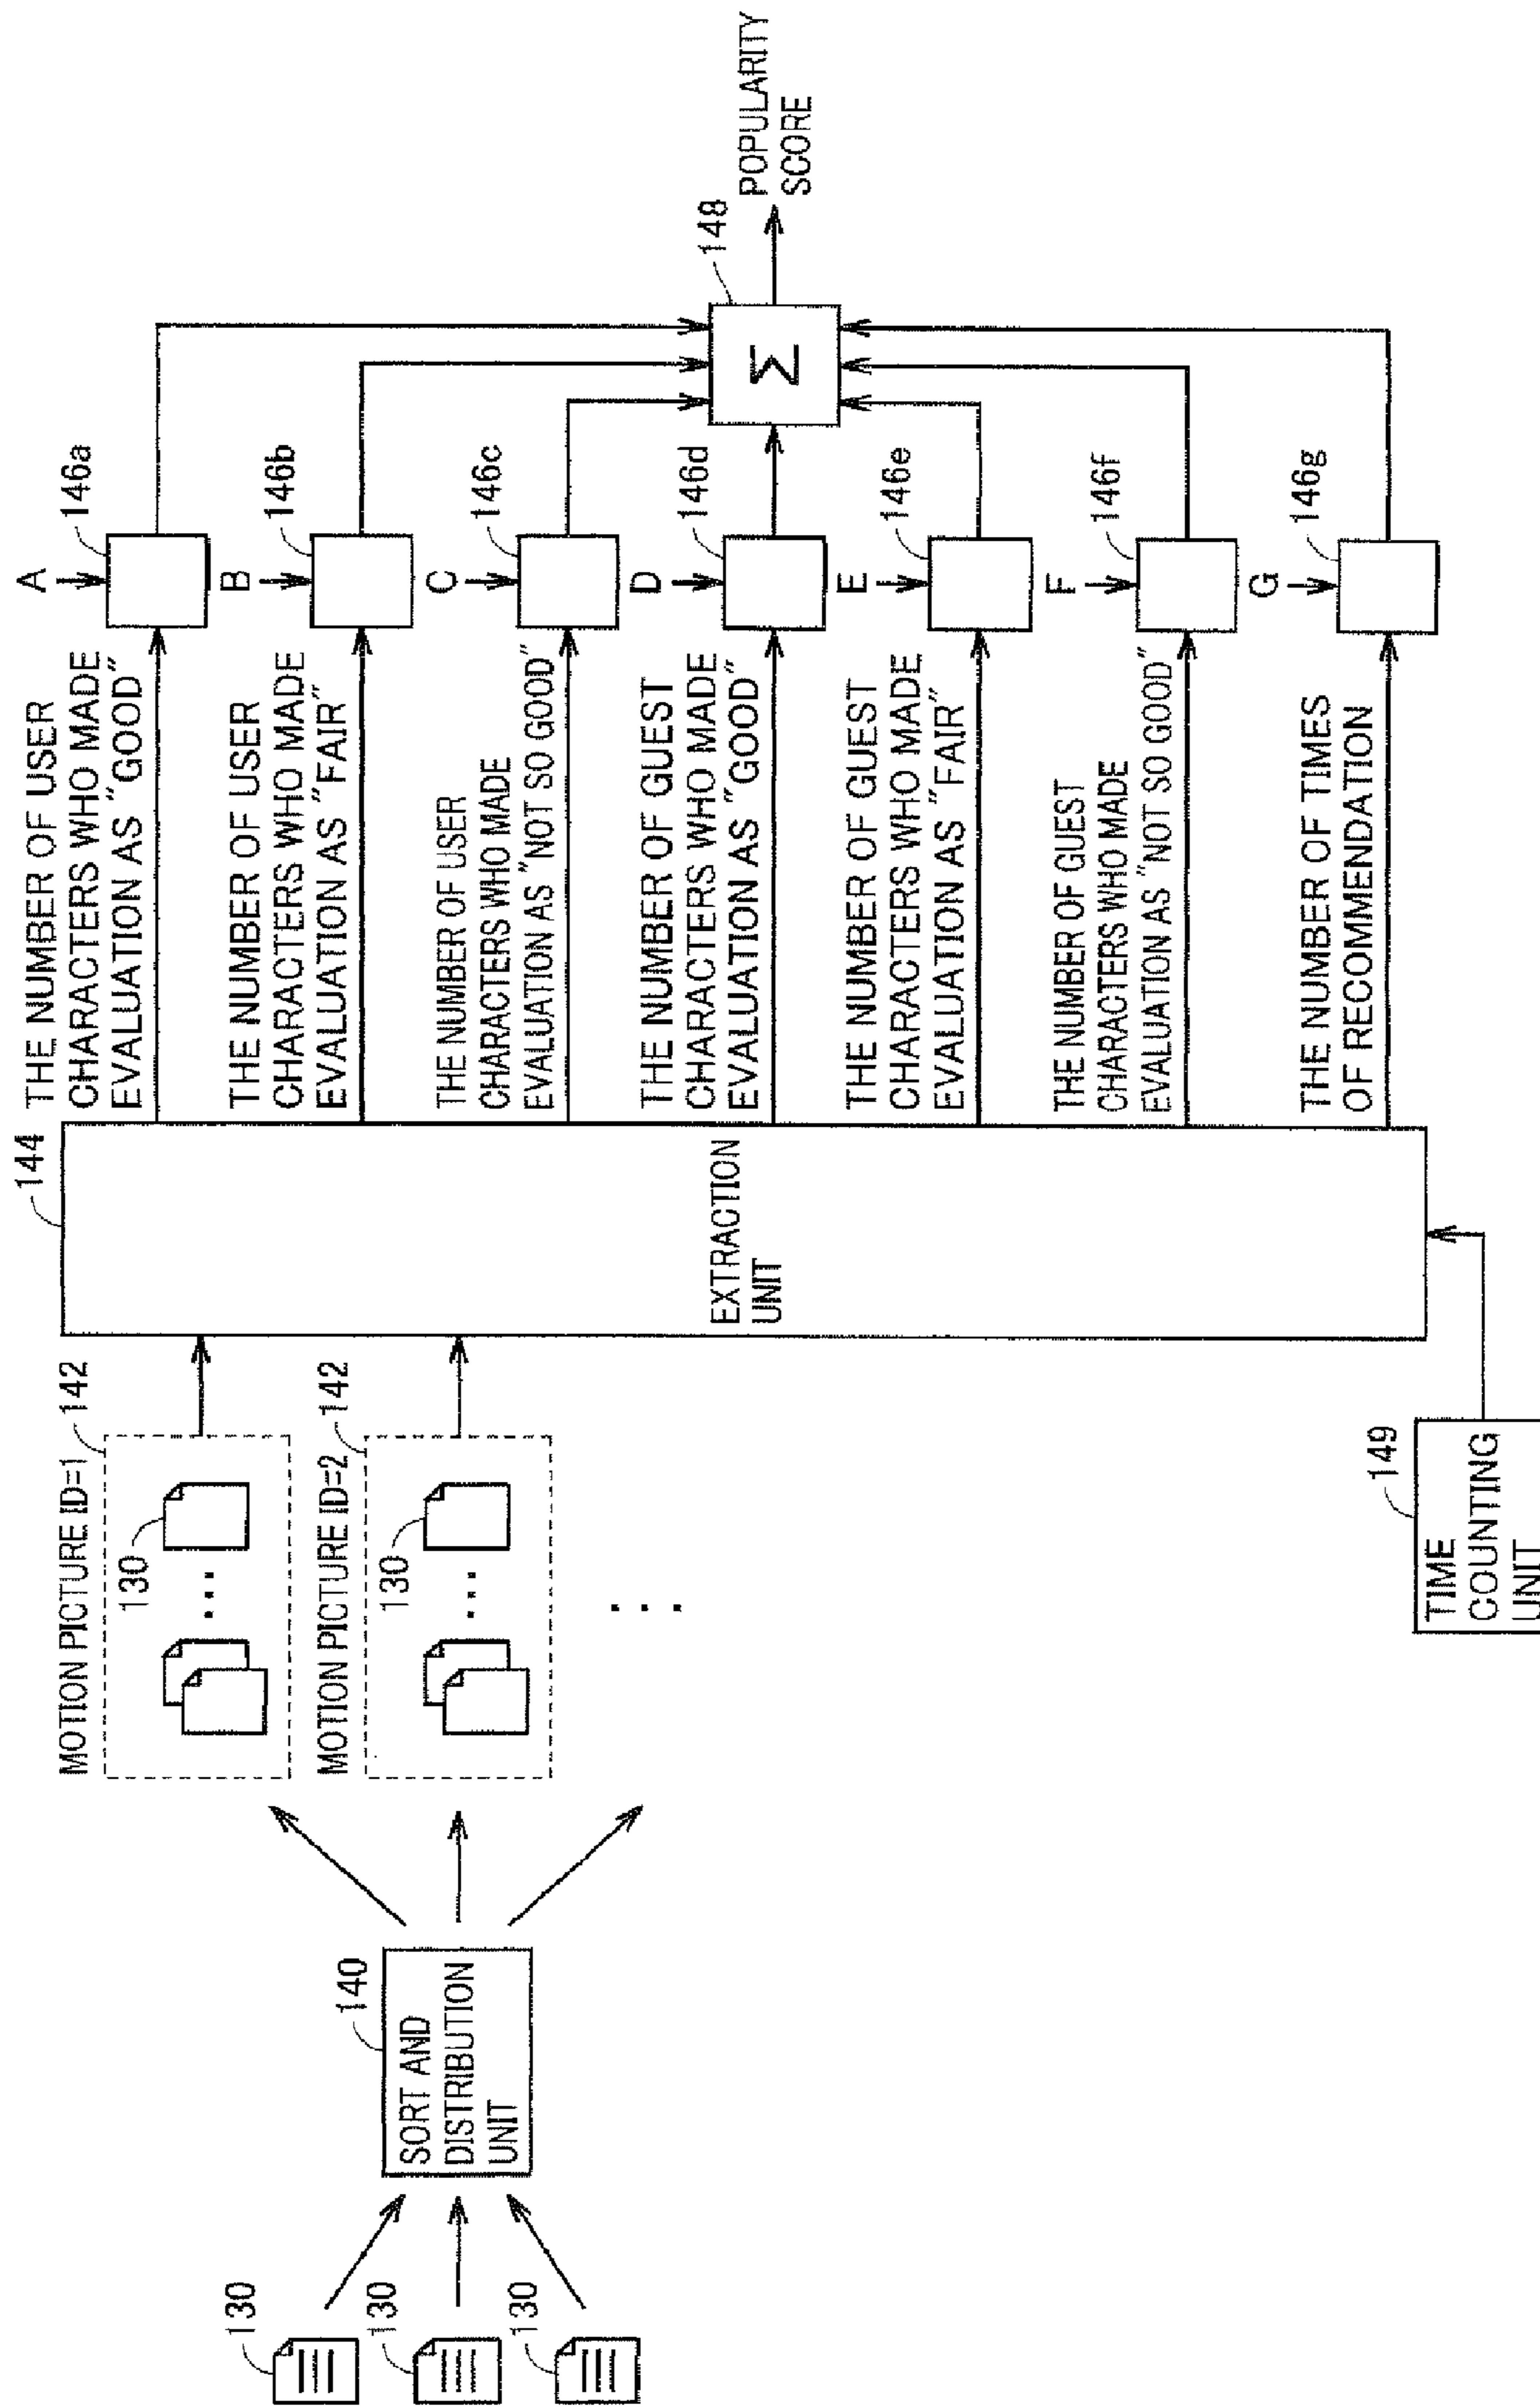 130
130
130
140
SORT AND
DISTRIBUTION
UNIT
MOTION PICTURE ID=1
142
130
MOTION PICTURE ID=2
142
130
144
EXTRACTION
UNIT
149
TIME
COUNTING
UNIT
THE NUMBER OF USER
CHARACTERS WHO MADE
EVALUATION AS "GOOD"
THE NUMBER OF USER
CHARACTERS WHO MADE
EVALUATION AS "FAIR"
THE NUMBER OF USER
CHARACTERS WHO MADE
EVALUATION AS "NOT SO GOOD"
THE NUMBER OF GUEST
CHARACTERS WHO MADE
EVALUATION AS "GOOD"
THE NUMBER OF GUEST
CHARACTERS WHO MADE
EVALUATION AS "FAIR"
THE NUMBER OF GUEST
CHARACTERS WHO MADE
EVALUATION AS "NOT SO GOOD"
THE NUMBER OF TIMES
OF RECOMMENDATION
A
146a
B
146b
C
146c
D
146d
E
146e
F
146f
G
146g
148
Σ
POPULARITY
SCORE